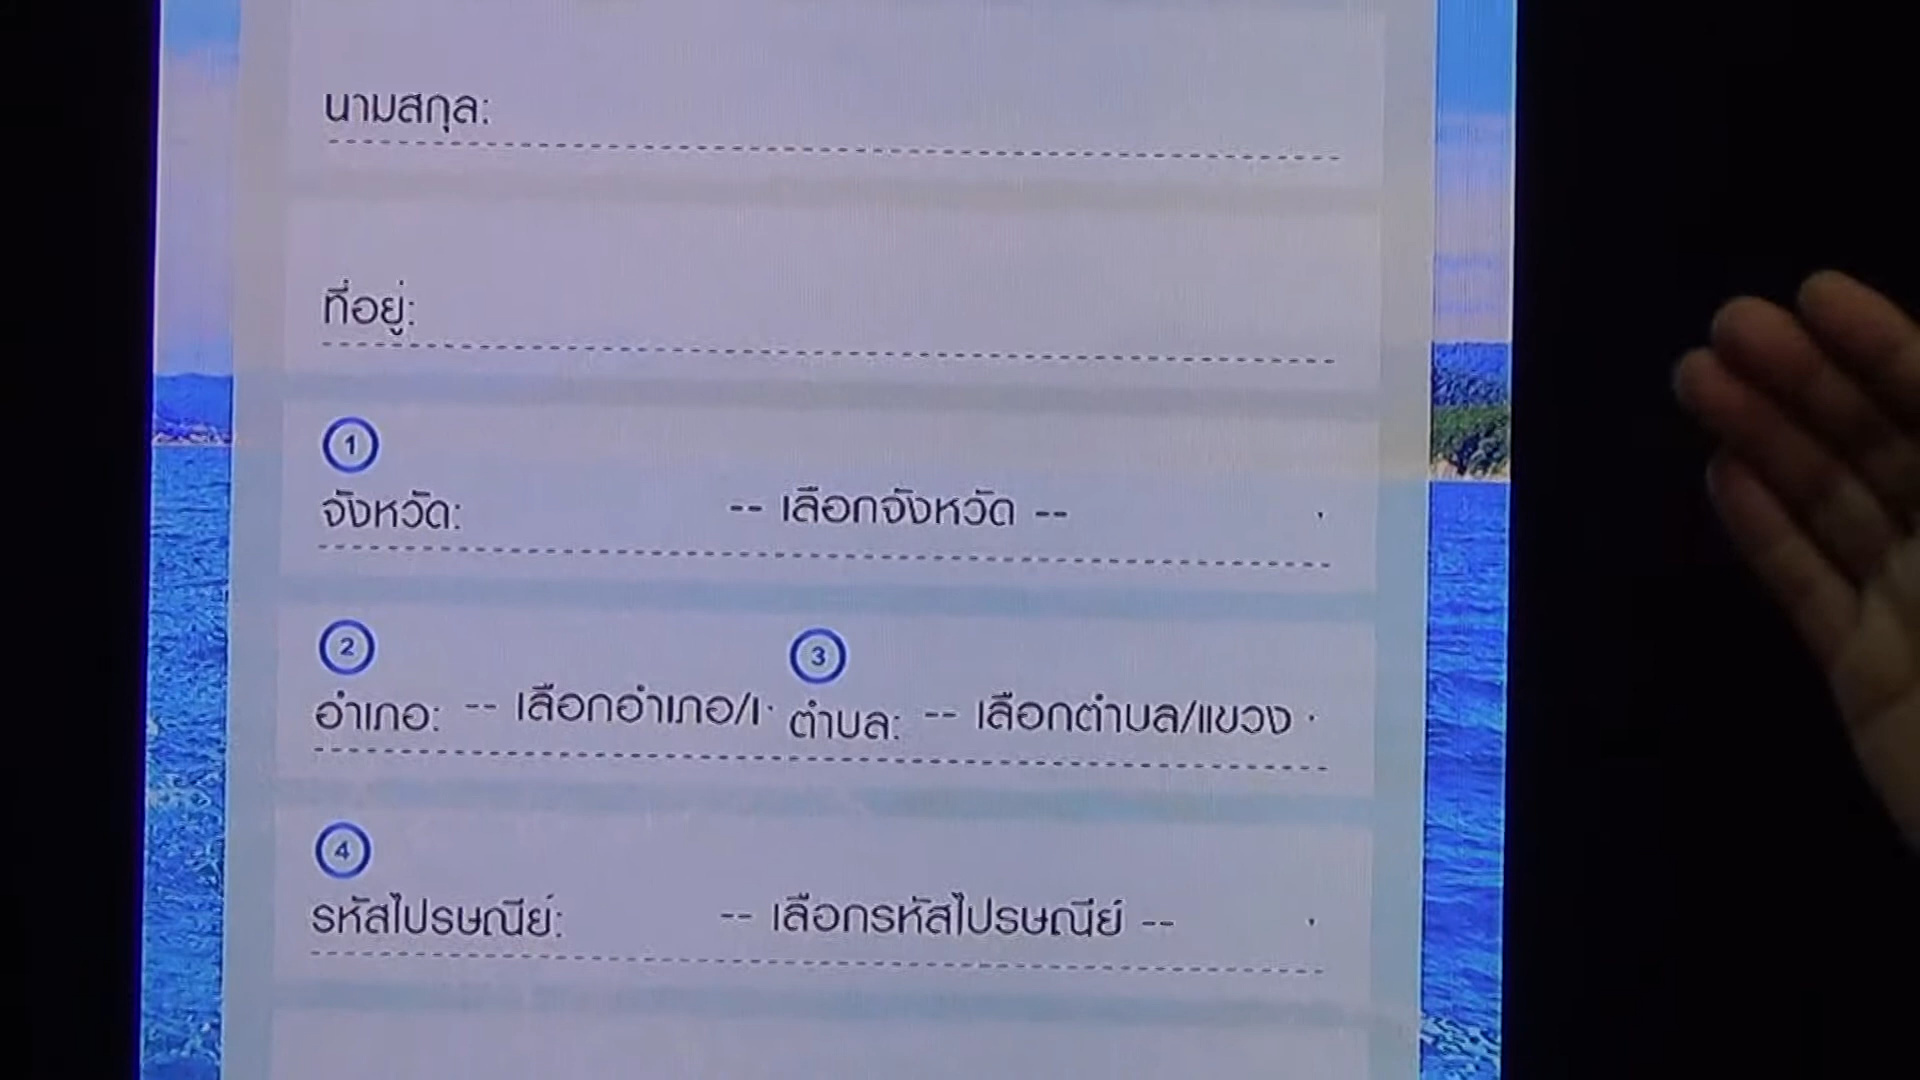 นามสกุล:
ที่อยู่:
1
จังหวัด: -- เลือกจังหวัด --
2 3
อำเภอ: -- เลือกอำเภอ/เ ตำบล: -- เลือกตำบล/แขวง
4
รหัสไปรษณีย์: -- เลือกรหัสไปรษณีย์ --